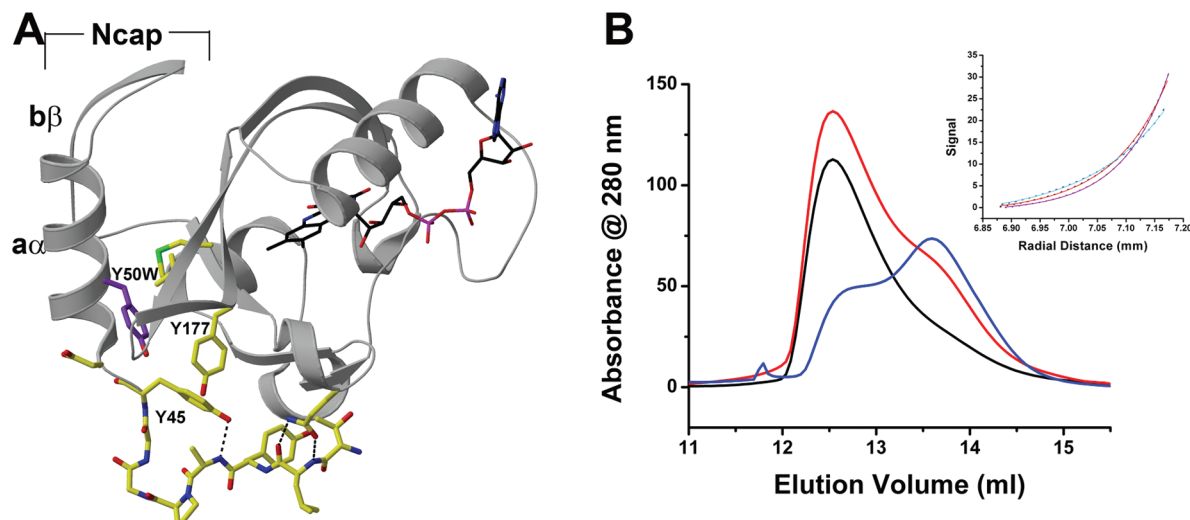 A
Ncap
bβ
aα
Y50W
Y177
Y45
B
150
100
50
0
11
12
13
14
15
Absorbance @ 280 nm
Elution Volume (ml)
35
30
25
20
15
10
5
0
6.85
6.90
6.95
7.00
7.05
7.10
7.15
7.20
Signal
Radial Distance (mm)